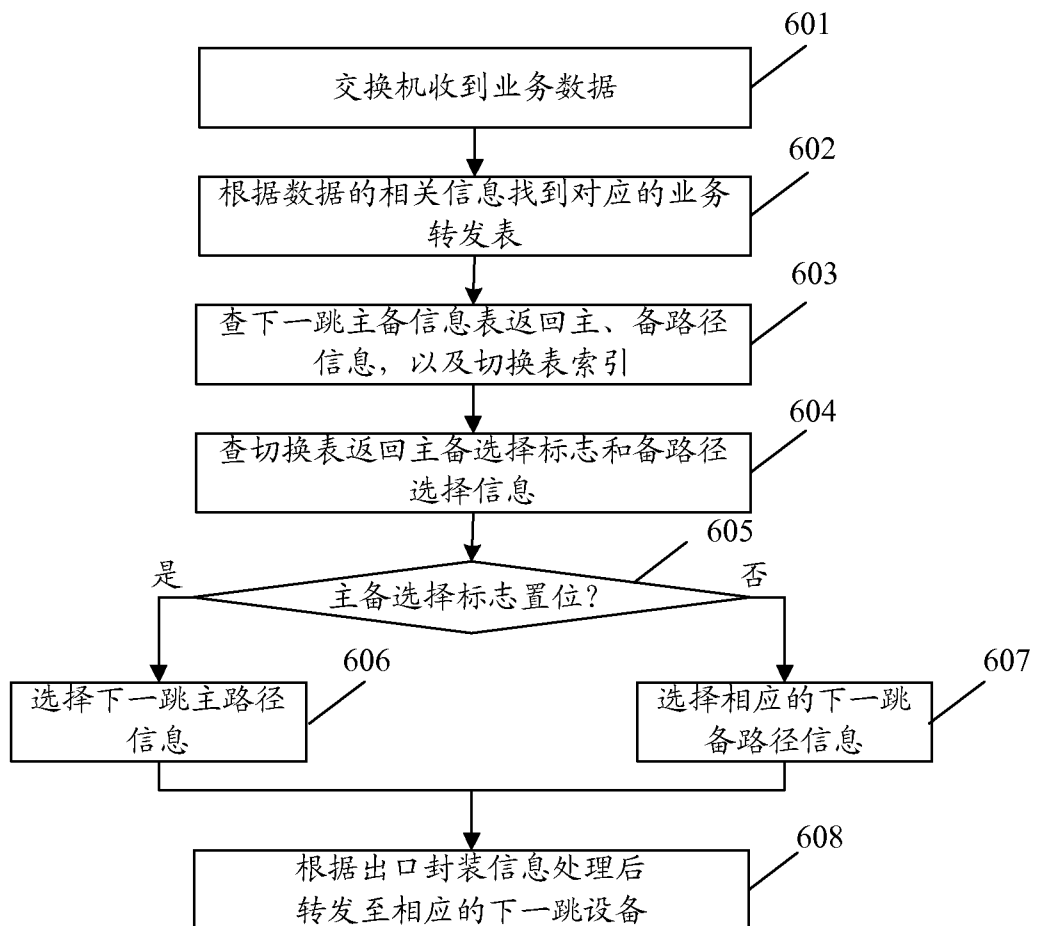 601
交换机收到业务数据
602
根据数据的相关信息找到对应的业务
转发表
603
查下一跳主备信息表返回主、备路径
信息，以及切换表索引
604
查切换表返回主备选择标志和备路径
选择信息
605
是
主备选择标志置位？
否
606
选择下一跳主路径
信息
607
选择相应的下一跳
备路径信息
608
根据出口封装信息处理后
转发至相应的下一跳设备